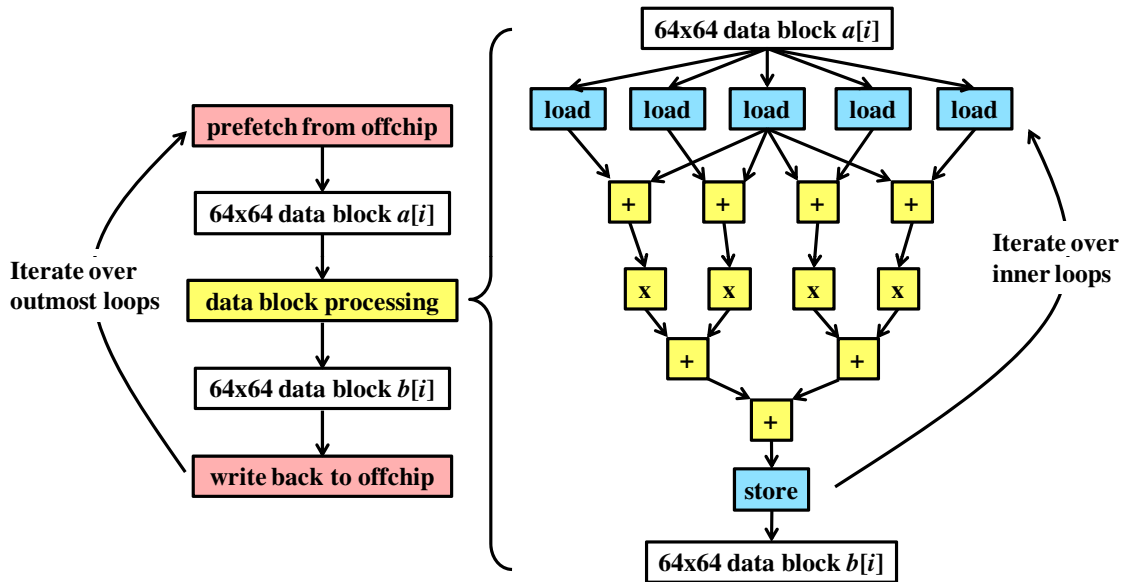 prefetch from offchip
64x64 data block a[i]
data block processing
64x64 data block b[i]
write back to offchip
Iterate over
outmost loops
64x64 data block a[i]
load load load load load
+ + + +
x x x x
+ +
+
store
64x64 data block b[i]
Iterate over
inner loops